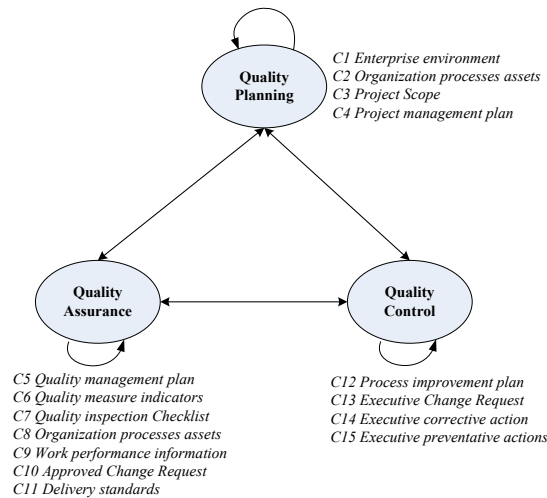 Quality
Planning
C1 Enterprise environment
C2 Organization processes assets
C3 Project Scope
C4 Project management plan
Quality
Assurance
Quality
Control
C5 Quality management plan
C6 Quality measure indicators
C7 Quality inspection Checklist
C8 Organization processes assets
C9 Work performance information
C10 Approved Change Request
C11 Delivery standards
C12 Process improvement plan
C13 Executive Change Request
C14 Executive corrective action
C15 Executive preventative actions